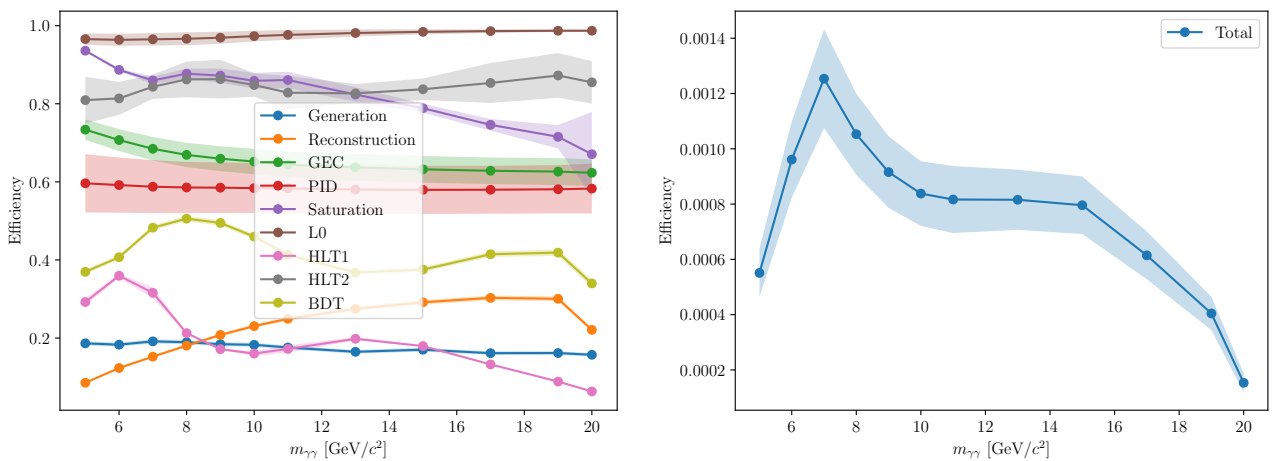 1.0
0.8
0.6
0.4
0.2
Efficiency
Generation
Reconstruction
GEC
PID
Saturation
L0
HLT1
HLT2
BDT
6 8 10 12 14 16 18 20
m_γγ [GeV/c²]
0.0014
0.0012
0.0010
0.0008
0.0006
0.0004
0.0002
Efficiency
Total
6 8 10 12 14 16 18 20
m_γγ [GeV/c²]